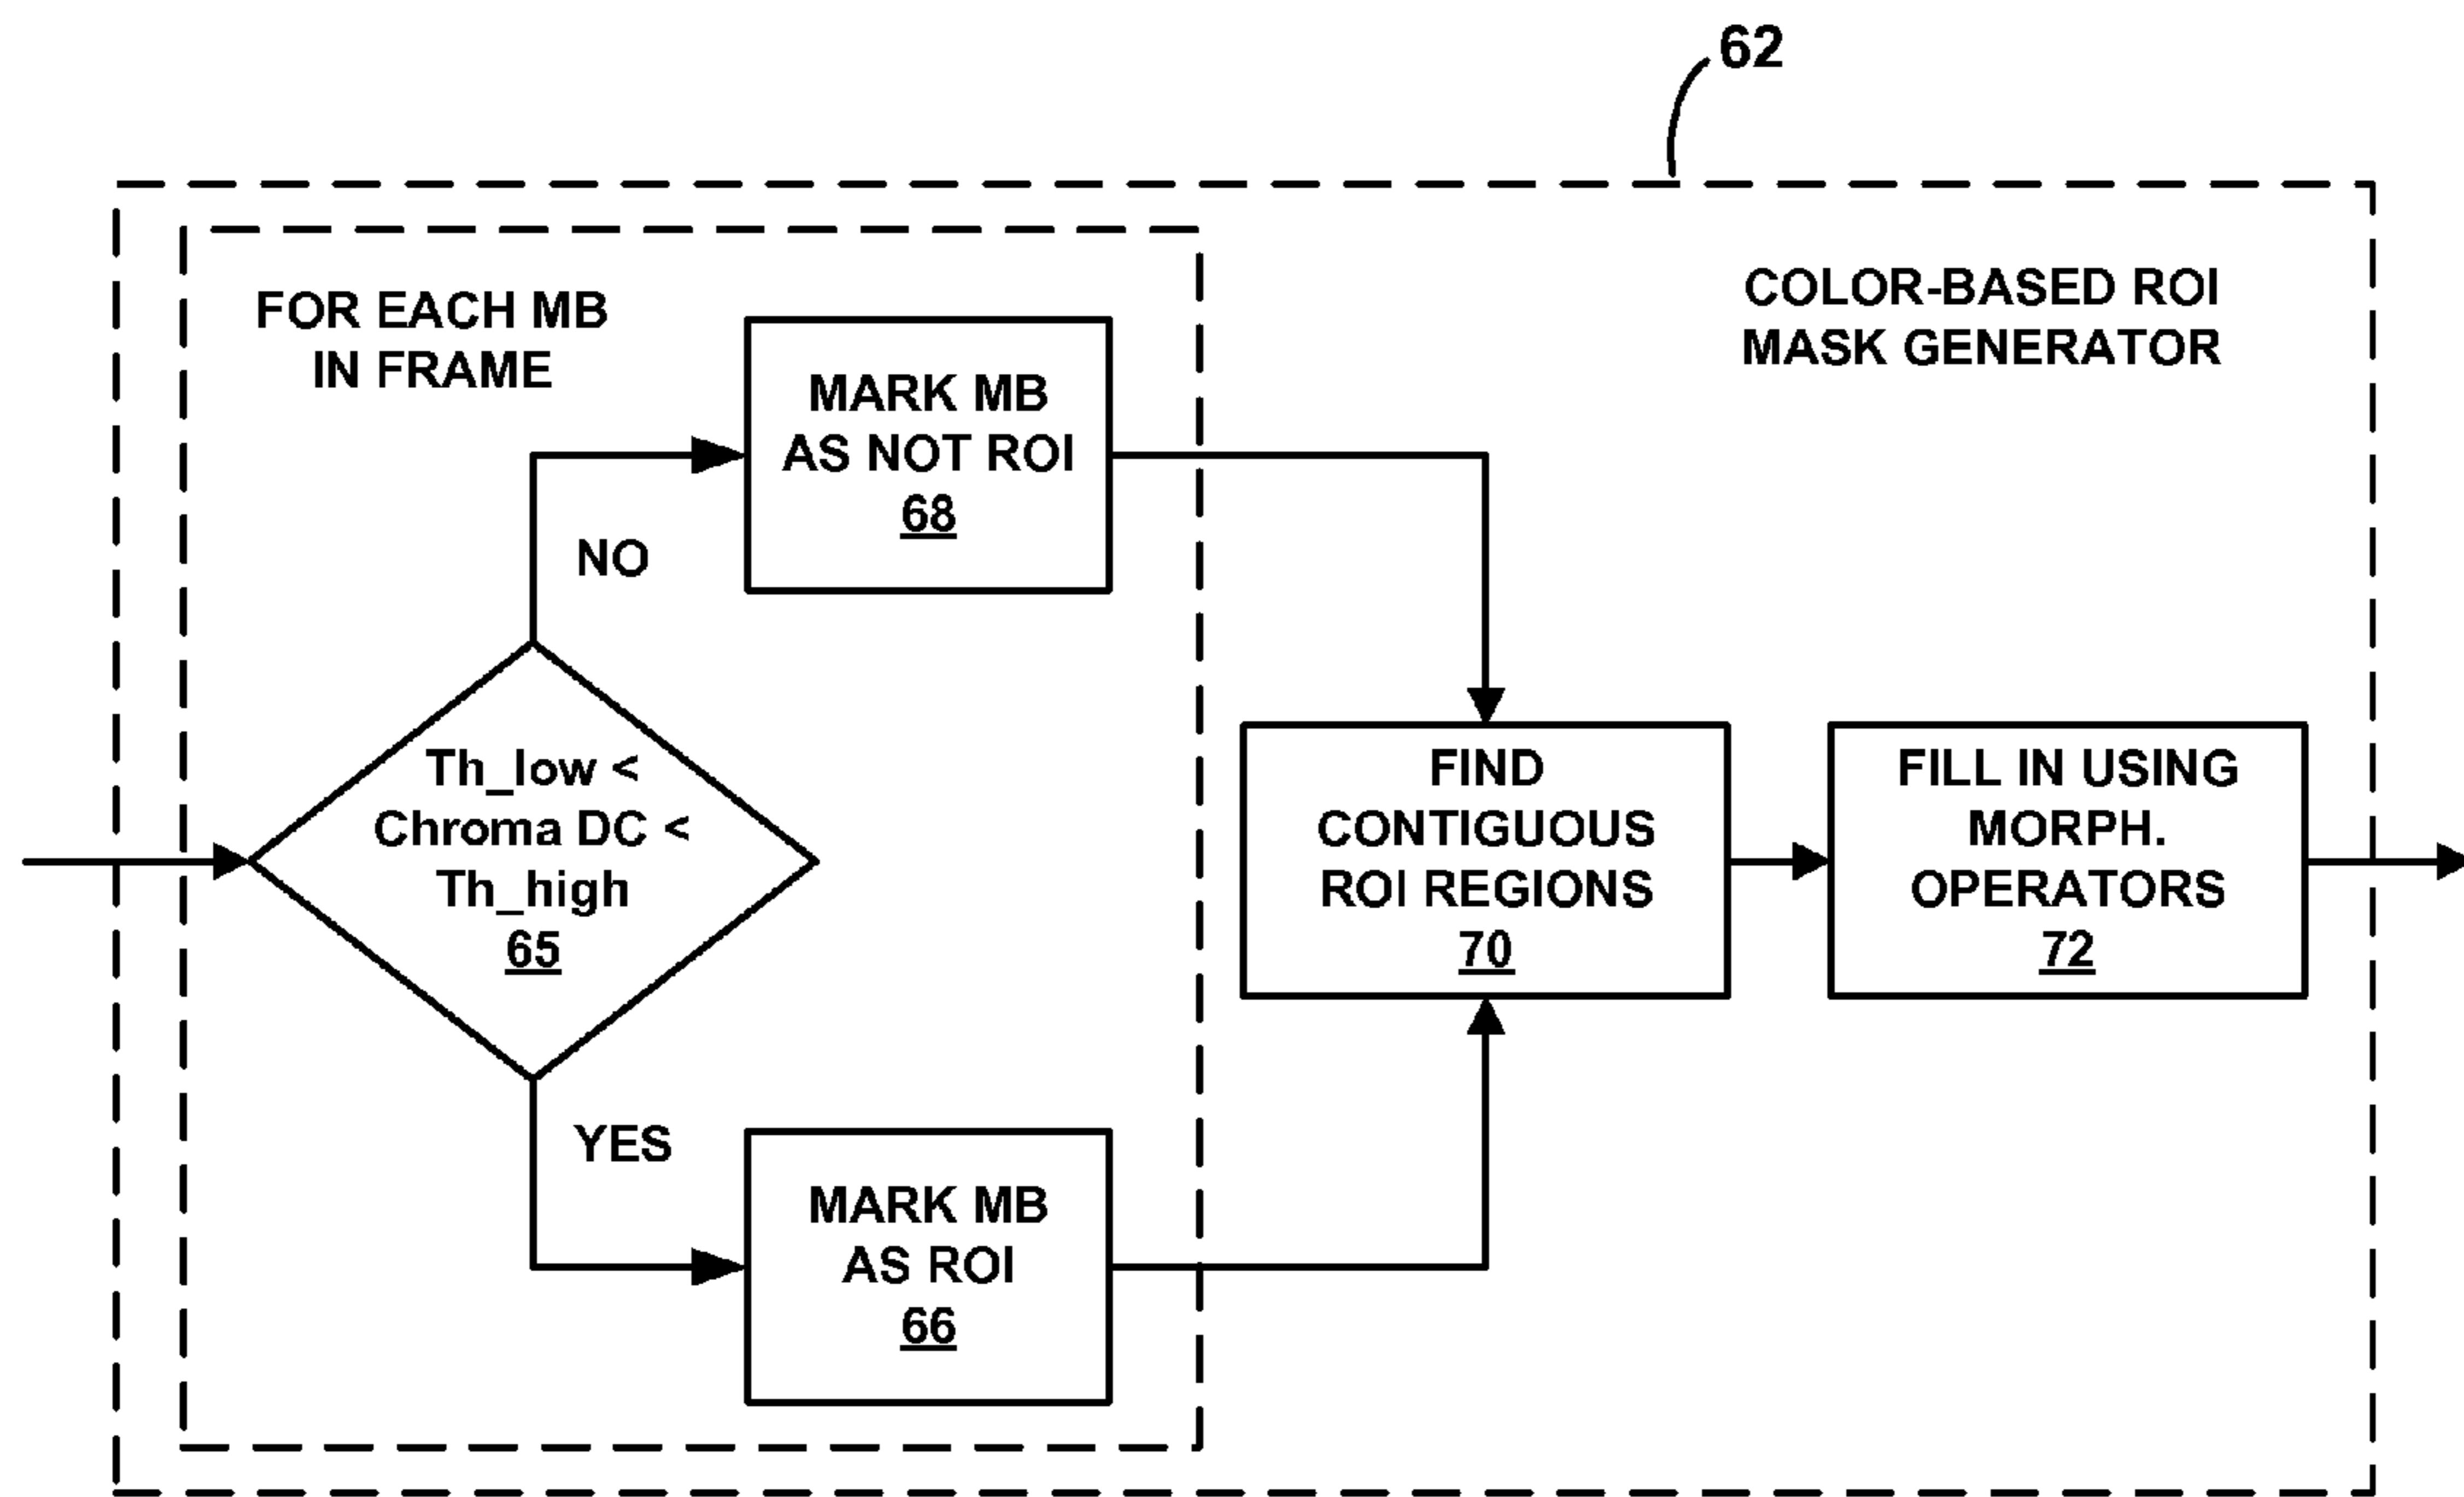 62
FOR EACH MB
IN FRAME
COLOR-BASED ROI
MASK GENERATOR
MARK MB
AS NOT ROI
68
NO
Th_low <
Chroma DC <
Th_high
65
YES
MARK MB
AS ROI
66
FIND
CONTIGUOUS
ROI REGIONS
70
FILL IN USING
MORPH.
OPERATORS
72